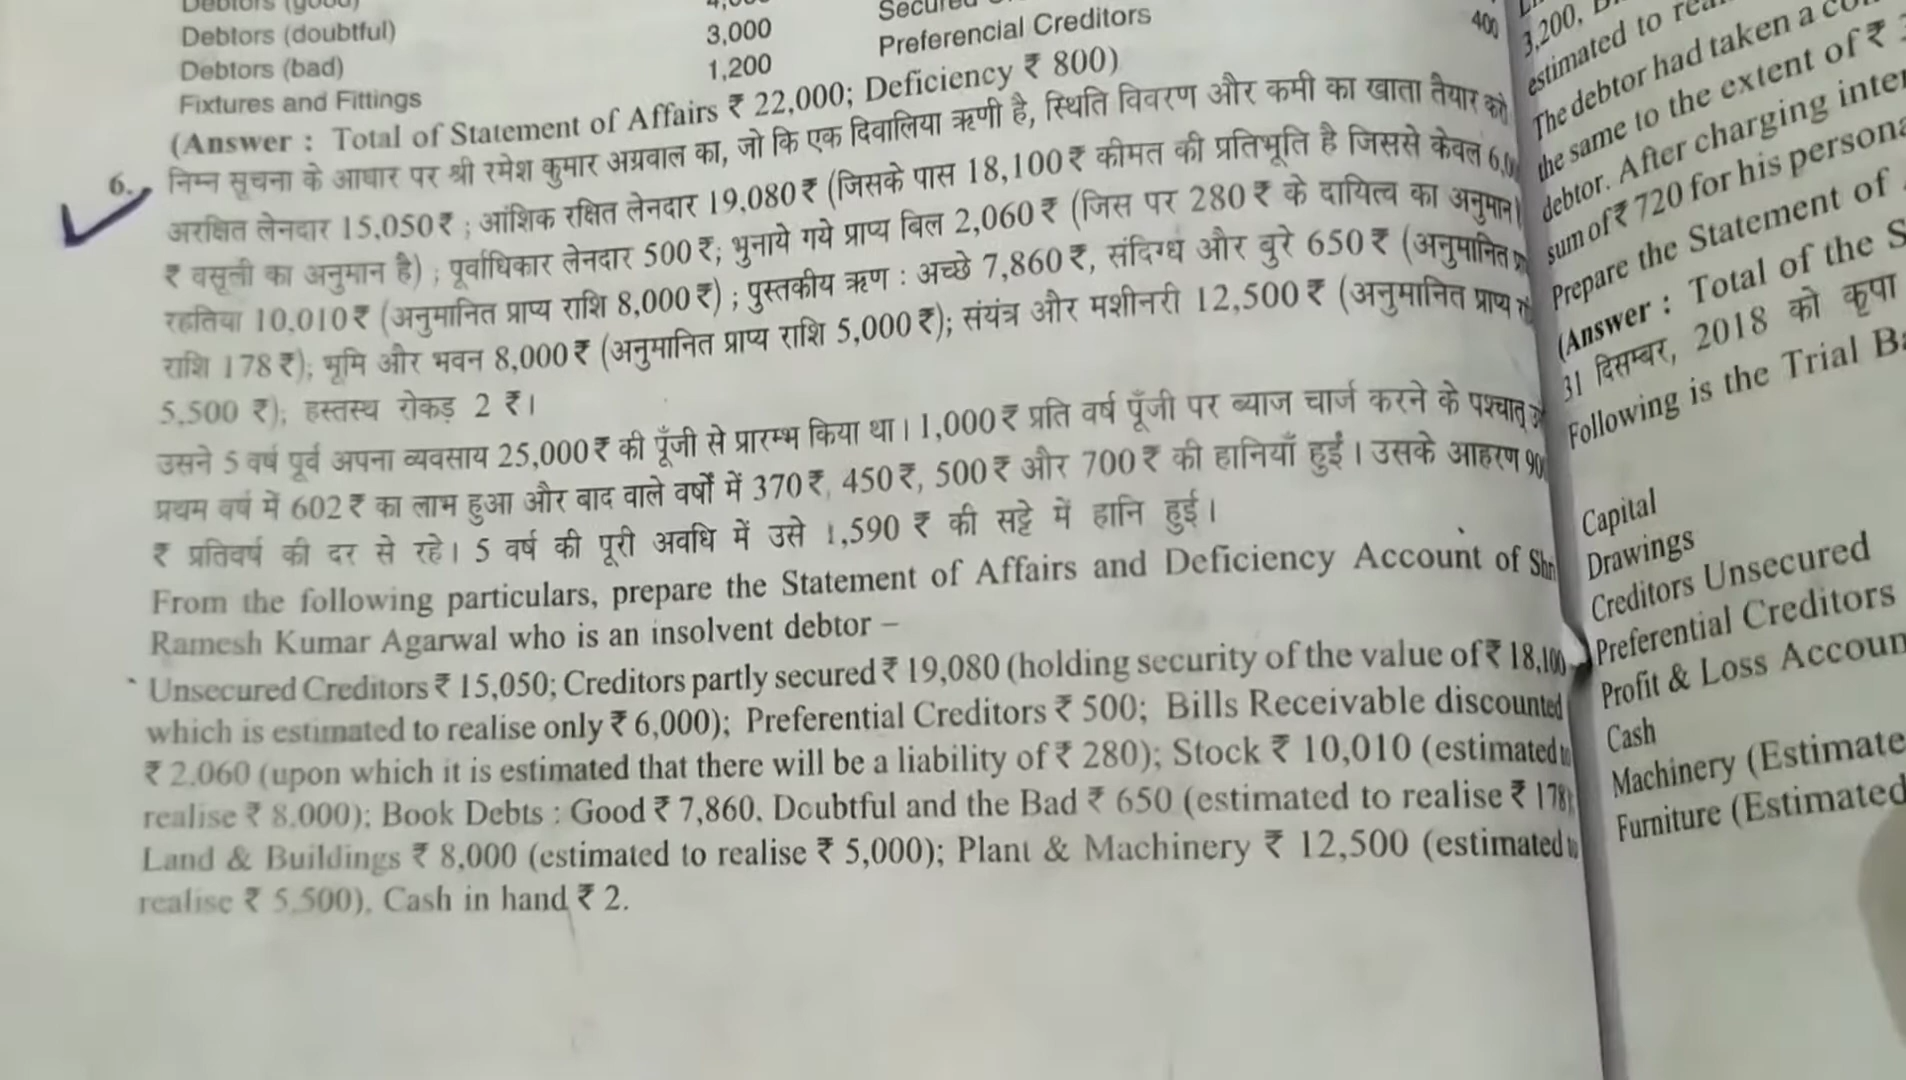 Debtors (good)
Debtors (doubtful) 3,000
Debtors (bad) 1,200 Preferencial Creditors 400
Fixtures and Fittings
(Answer : Total of Statement of Affairs ₹ 22,000; Deficiency ₹ 800)
6. निम्न सूचना के आधार पर श्री रमेश कुमार अग्रवाल का, जो कि एक दिवालिया ऋणी है, स्थिति विवरण और कमी का खाता तैयार
अरक्षित लेनदार 15,050 ₹ ; आंशिक रक्षित लेनदार 19,080 ₹ (जिसके पास 18,100 ₹ कीमत की प्रतिभूति है जिससे केवल
₹ वसूली का अनुमान है) ; पूर्वाधिकार लेनदार 500 ₹; भुनाये गये प्राप्य बिल 2,060 ₹ (जिस पर 280 ₹ के दायित्व का अनुमान
रहतिया 10,010 ₹ (अनुमानित प्राप्य राशि 8,000 ₹) ; पुस्तकीय ऋण : अच्छे 7,860 ₹, संदिग्ध और बुरे 650 ₹ (अनुमानित
राशि 178 ₹); भूमि और भवन 8,000 ₹ (अनुमानित प्राप्य राशि 5,000 ₹); संयंत्र और मशीनरी 12,500 ₹ (अनुमानित प्राप्य
5,500 ₹); हस्तस्थ रोकड़ 2 ₹।
उसने 5 वर्ष पूर्व अपना व्यवसाय 25,000 ₹ की पूँजी से प्रारम्भ किया था। 1,000 ₹ प्रति वर्ष पूँजी पर ब्याज चार्ज करने के पश्चात्
प्रथम वर्ष में 602 ₹ का लाभ हुआ और बाद वाले वर्षों में 370 ₹, 450 ₹, 500 ₹ और 700 ₹ की हानियाँ हुईं। उसके आहरण
₹ प्रतिवर्ष की दर से रहे। 5 वर्ष की पूरी अवधि में उसे 1,590 ₹ की सट्टे में हानि हुई।
From the following particulars, prepare the Statement of Affairs and Deficiency Account of Shri
Ramesh Kumar Agarwal who is an insolvent debtor –
Unsecured Creditors ₹ 15,050; Creditors partly secured ₹ 19,080 (holding security of the value of ₹ 18,100
which is estimated to realise only ₹ 6,000); Preferential Creditors ₹ 500; Bills Receivable discounted
₹ 2,060 (upon which it is estimated that there will be a liability of ₹ 280); Stock ₹ 10,010 (estimated to
realise ₹ 8,000); Book Debts : Good ₹ 7,860, Doubtful and the Bad ₹ 650 (estimated to realise ₹ 178)
Land & Buildings ₹ 8,000 (estimated to realise ₹ 5,000); Plant & Machinery ₹ 12,500 (estimated to
realise ₹ 5,500), Cash in hand ₹ 2.
3,200,
estimated to
The debtor had taken a
the same to the extent of ₹
debtor. After charging
sum of ₹ 720 for his
Prepare the Statement of
(Answer : Total of the
31 दिसम्बर, 2018 को कृपा
Following is the Trial
Capital
Drawings
Creditors Unsecured
Preferential Creditors
Profit & Loss
Cash
Machinery
Furniture